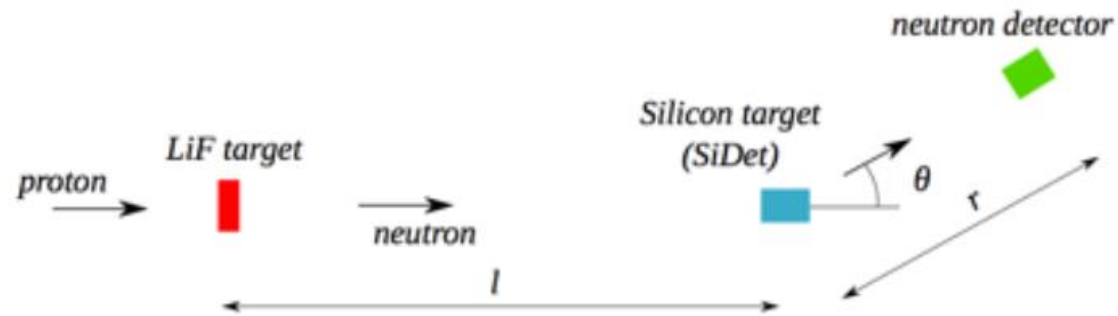 neutron detector
Silicon target
(SiDet)
LiF target
proton
θ
r
neutron
l